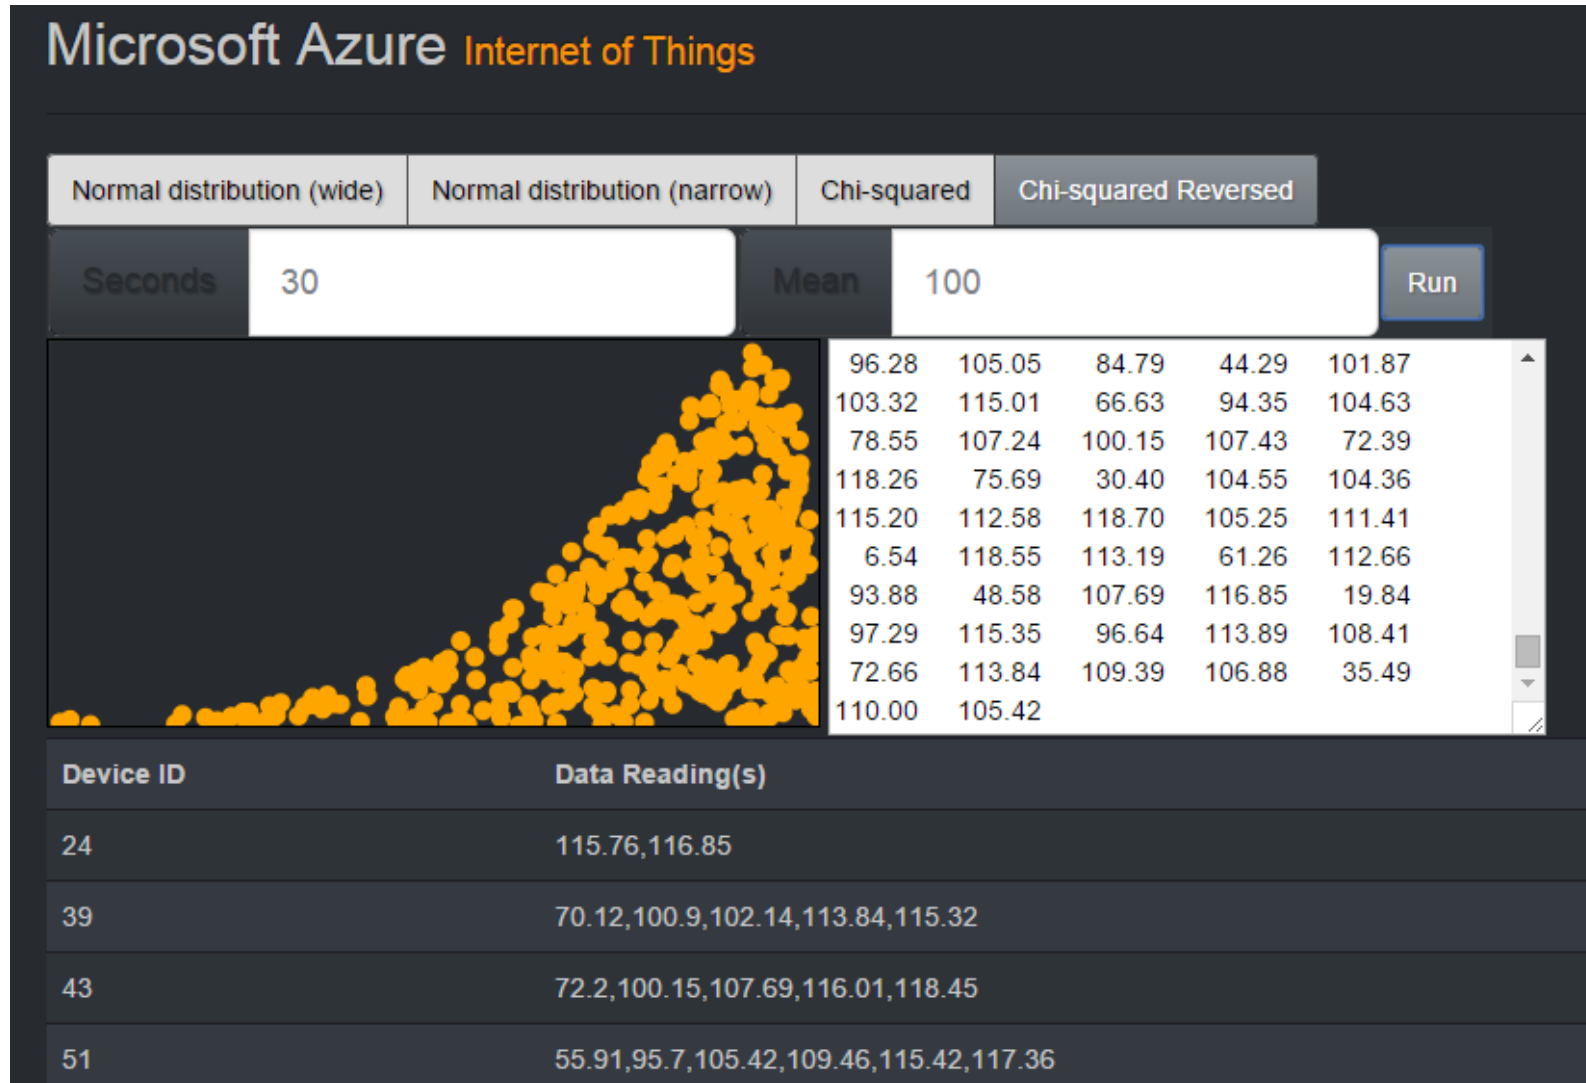 Microsoft Azure Internet of Things
Normal distribution (wide) Normal distribution (narrow) Chi-squared Chi-squared Reversed
Seconds 30 Mean 100 Run
96.28 105.05 84.79 44.29 101.87
103.32 115.01 66.63 94.35 104.63
78.55 107.24 100.15 107.43 72.39
118.26 75.69 30.40 104.55 104.36
115.20 112.58 118.70 105.25 111.41
6.54 118.55 113.19 61.26 112.66
93.88 48.58 107.69 116.85 19.84
97.29 115.35 96.64 113.89 108.41
72.66 113.84 109.39 106.88 35.49
110.00 105.42
Device ID Data Reading(s)
24 115.76,116.85
39 70.12,100.9,102.14,113.84,115.32
43 72.2,100.15,107.69,116.01,118.45
51 55.91,95.7,105.42,109.46,115.42,117.36